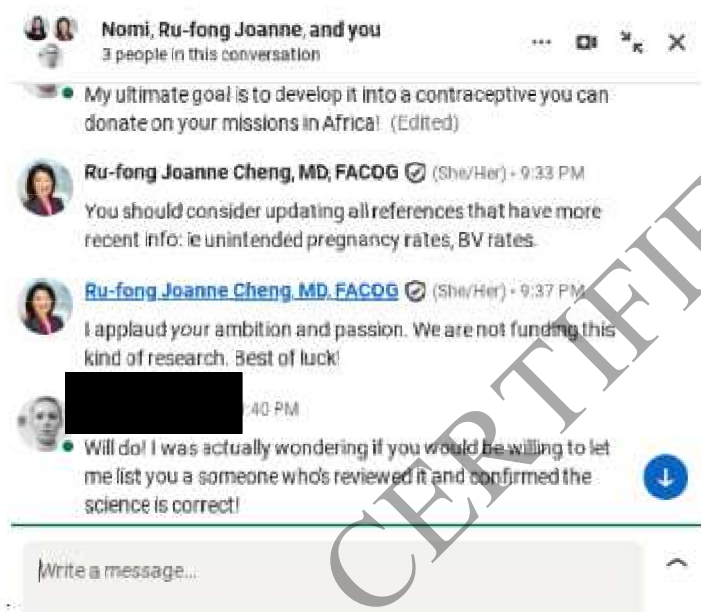 Nomi, Ru-fong Joanne, and you
3 people in this conversation
My ultimate goal is to develop it into a contraceptive you can
donate on your missions in Africa! (Edited)
Ru-fong Joanne Cheng, MD, FACOG (She/Her) • 9:33 PM
You should consider updating all references that have more
recent info: ie unintended pregnancy rates, BV rates.
Ru-fong Joanne Cheng, MD, FACOG (She/Her) • 9:37 PM
I applaud your ambition and passion. We are not funding this
kind of research. Best of luck!
:40 PM
Will do! I was actually wondering if you would be willing to let
me list you a someone who's reviewed it and confirmed the
science is correct!
Write a message...
CERTIFI